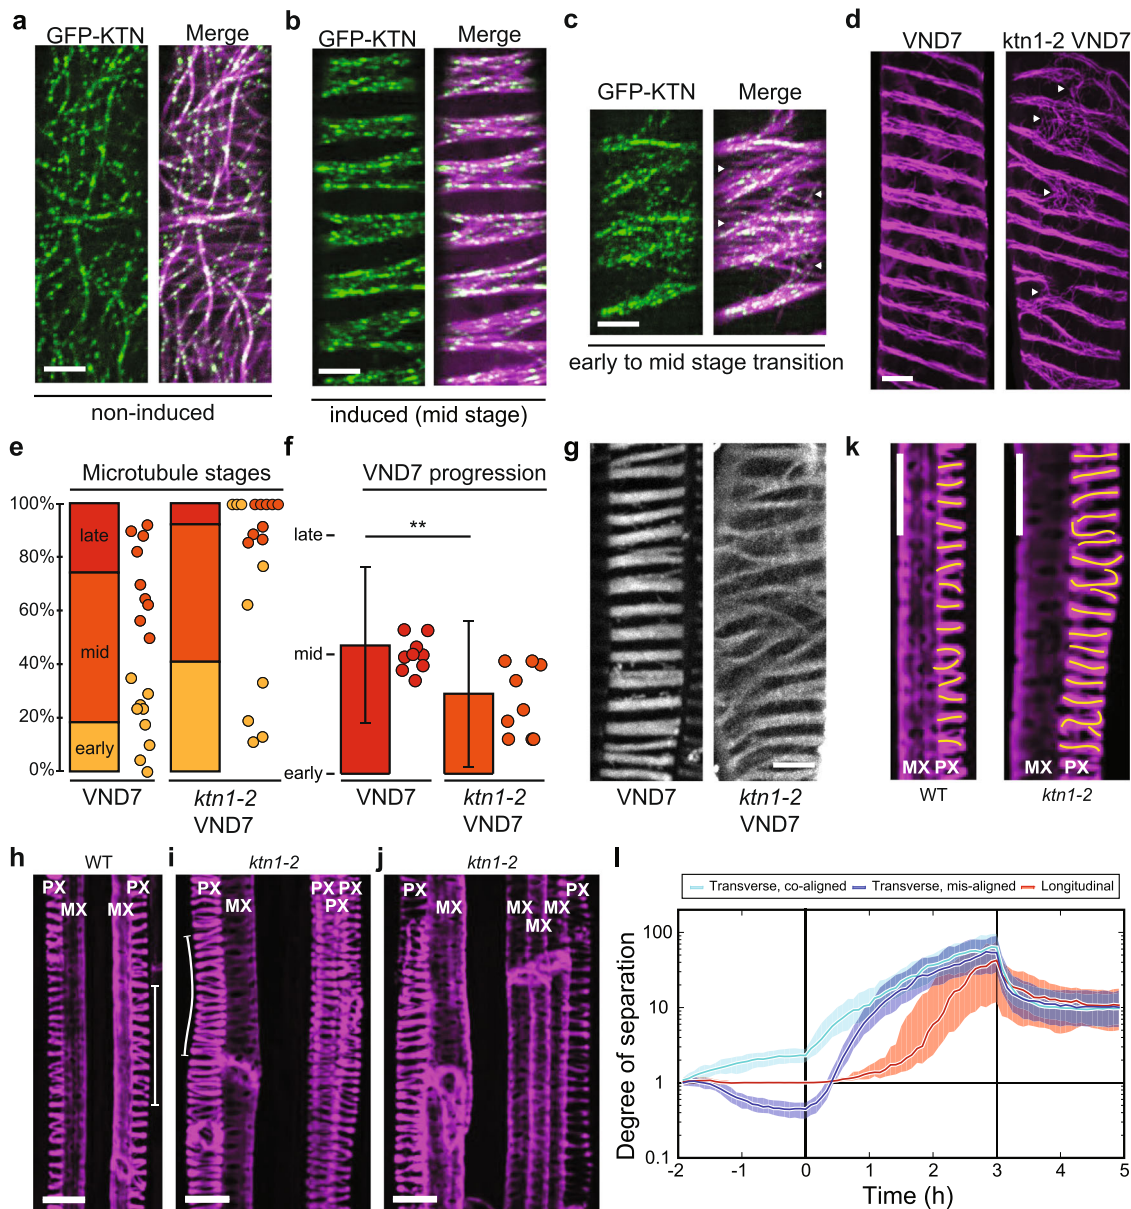 a
GFP-KTN Merge
non-induced
b
GFP-KTN Merge
induced (mid stage)
c
GFP-KTN Merge
early to mid stage transition
d
VND7 ktn1-2 VND7
e
Microtubule stages
100%
80%
60%
40%
20%
0%
late
mid
early
VND7
ktn1-2
VND7
f
VND7 progression
**
late
mid
early
VND7
ktn1-2
VND7
g
VND7
ktn1-2
VND7
k
MX PX
MX PX
WT
ktn1-2
h
WT
PX PX
MX MX
i
ktn1-2
PX PX PX
MX PX
j
ktn1-2
PX PX
MX MX MX
MX
l
Transverse, co-aligned Transverse, mis-aligned Longitudinal
Degree of separation
100
10
1
0.1
-2 -1 0 1 2 3 4 5
Time (h)